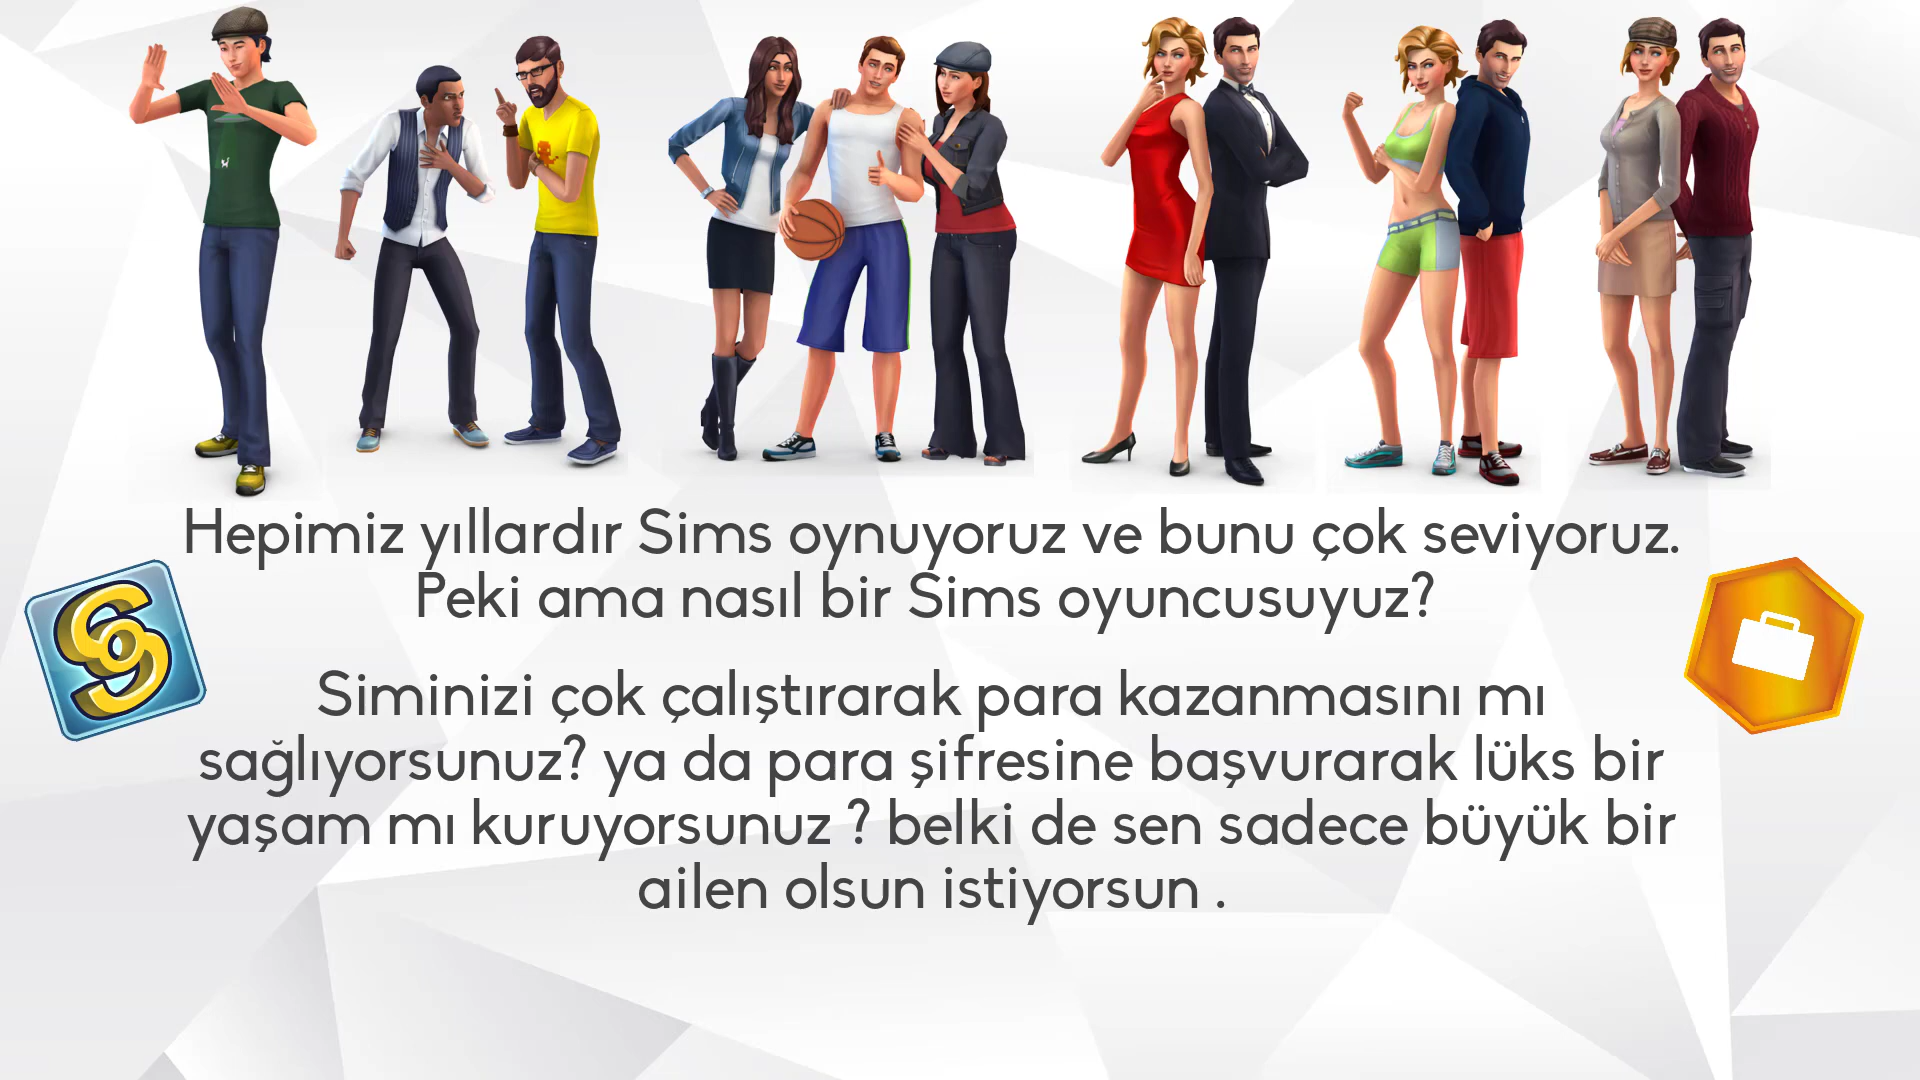 Hepimiz yıllardır Sims oynuyoruz ve bunu çok seviyoruz.
Peki ama nasıl bir Sims oyuncusuyuz?
Siminizi çok çalıştırarak para kazanmasını mı
sağlıyorsunuz? ya da para şifresine başvurarak lüks bir
yaşam mı kuruyorsunuz ? belki de sen sadece büyük bir
ailen olsun istiyorsun .